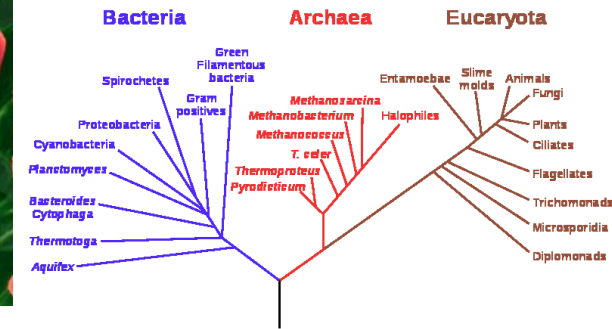 Bacteria
Archaea
Eucaryota
Green
Filamentous
bacteria
Spirochetes
Gram
positives
Proteobacteria
Cyanobacteria
Planctomyces
Bacteroides
Cytophaga
Thermotoga
Aquifex
Methanosarcina
Methanobacterium
Halophiles
Methanococcus
T. celer
Thermoproteus
Pyrodicticum
Entamoebae
Slime
molds
Animals
Fungi
Plants
Ciliates
Flagellates
Trichomonads
Microsporidia
Diplomonads